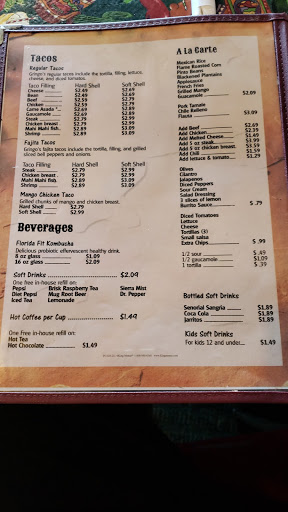 Tacos
Regular Tacos
Gringo's regular tacos include the tortilla, filling, lettuce,
cheese, and fresh diced tomatoes.
Taco Filling Hard Shell Soft Shell
Cheese $2.49 $2.69
Bean $2.49 $2.69
Beef $2.59 $2.79
Chicken $2.59 $2.79
Carne Asada $2.79
Guacamole $2.69 $2.89
Steak $2.79 $2.99
Chicken breast $2.79 $2.99
Mahi Mahi fish $2.89 $3.09
Shrimp $2.89 $3.09
Fajita Tacos
Gringo's fajita tacos include the tortilla, filling, and grilled
sliced bell peppers and onions.
Taco Filling Hard Shell Soft Shell
Steak $2.79 $2.99
Chicken breast $2.79 $2.99
Mahi Mahi fish $2.89 $3.09
Shrimp $2.89 $3.09
Mango Chicken Taco
Grilled chunks of mango and chicken breast.
Hard Shell $2.79
Soft Shell $2.99
Beverages
Florida Fit Kombucha
Delicious probiotic effervescent healthy drink.
8 oz glass $1.09
16 oz glass $2.09
Soft Drinks $2.09
One free in-house refill on:
Pepsi Brisk Raspberry Tea Sierra Mist
Diet Pepsi Mug Root Beer Dr. Pepper
Iced Tea Lemonade
Hot Coffee per Cup $1.49
One free in-house refill on:
Hot Tea
Hot Chocolate $1.49
A La Carte
Mexican Rice
Flame Roasted Corn
Pinto Beans
Sauteened Plantains
Applesauce
French Fries
Grilled Mango
Guacamole $2.09
Pork Tamale
Chile Relleno
Flauta $3.09
Add Beef $2.09
Add Chicken $2.39
Add Melted Cheese $1.49
Add 5 oz steak $3.99
Add 5 oz chicken breast $3.99
Add Chili $1.59
Add lettuce & tomato $1.29
Olives
Cilantro
Jalapenos
Diced Peppers
Sour Cream
Salad Dressing
3 slices of lemon
Burrito Sauce $ .79
Diced Tomatoes
Lettuce
Cheese
Tortillas (3)
Small salsa
Extra Chips $ .99
1/2 sour $ .49
1/2 guacamole $1.09
1 tortilla $ .39
Bottled Soft Drinks
Señorial Sangria $1.89
Coca Cola $1.89
Jarritos $1.89
Kids Soft Drinks
For kids 12 and under $1.49